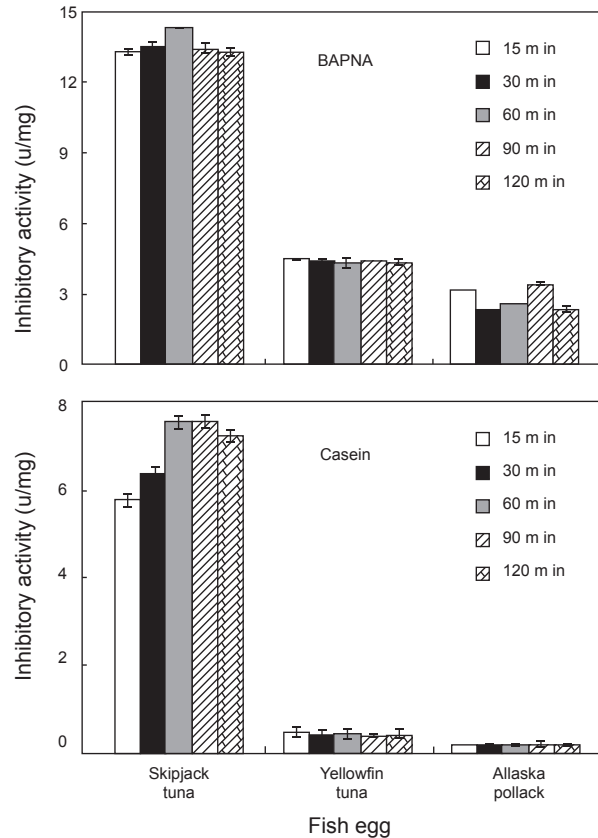 15
12
9
6
3
0
Inhibitory activity (u/mg)
BAPNA
15 m in
30 m in
60 m in
90 m in
120 m in
8
6
4
2
0
Inhibitory activity (u/mg)
Casein
15 m in
30 m in
60 m in
90 m in
120 m in
Skipjack
tuna
Yellowfin
tuna
Allaska
pollack
Fish egg